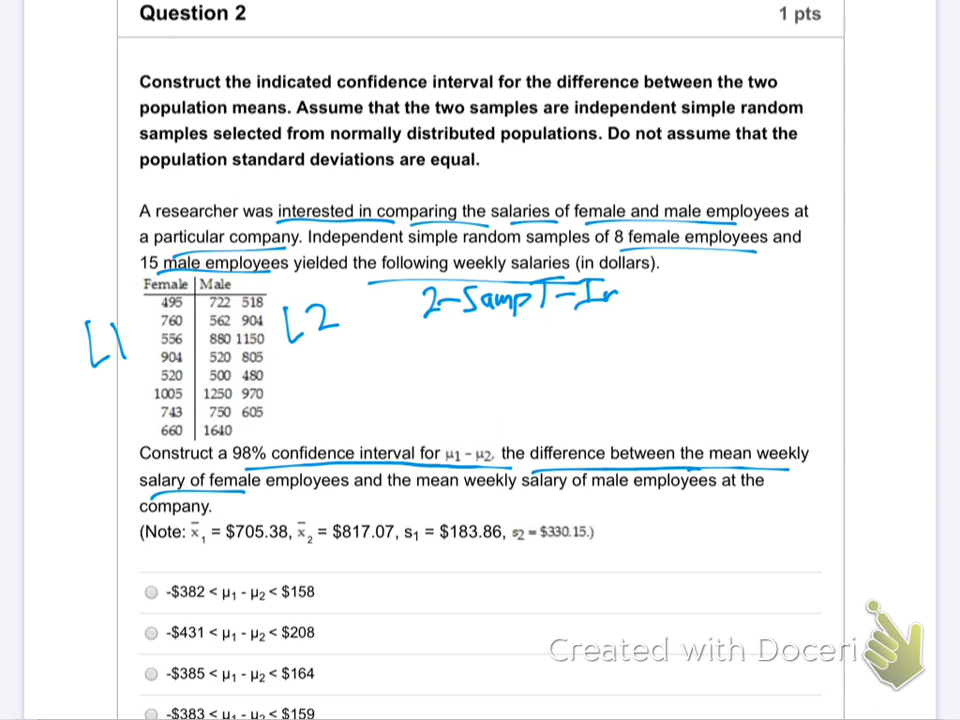 Question 2 1 pts
Construct the indicated confidence interval for the difference between the two
population means. Assume that the two samples are independent simple random
samples selected from normally distributed populations. Do not assume that the
population standard deviations are equal.
A researcher was interested in comparing the salaries of female and male employees at
a particular company. Independent simple random samples of 8 female employees and
15 male employees yielded the following weekly salaries (in dollars).
Female Male
495 722 518
760 562 904
556 880 1150
904 520 805
520 500 480
1005 1250 970
743 750 605
660 1640
L1
L2
2-SampT-In
Construct a 98% confidence interval for μ1 - μ2, the difference between the mean weekly
salary of female employees and the mean weekly salary of male employees at the
company.
(Note: x̄₁ = $705.38, x̄₂ = $817.07, s₁ = $183.86, s2 = $330.15.)
-$382 < μ₁ - μ₂ < $158
-$431 < μ₁ - μ₂ < $208
-$385 < μ₁ - μ₂ < $164
-$383 < μ₁ - μ₂ < $159
Created with Doceri